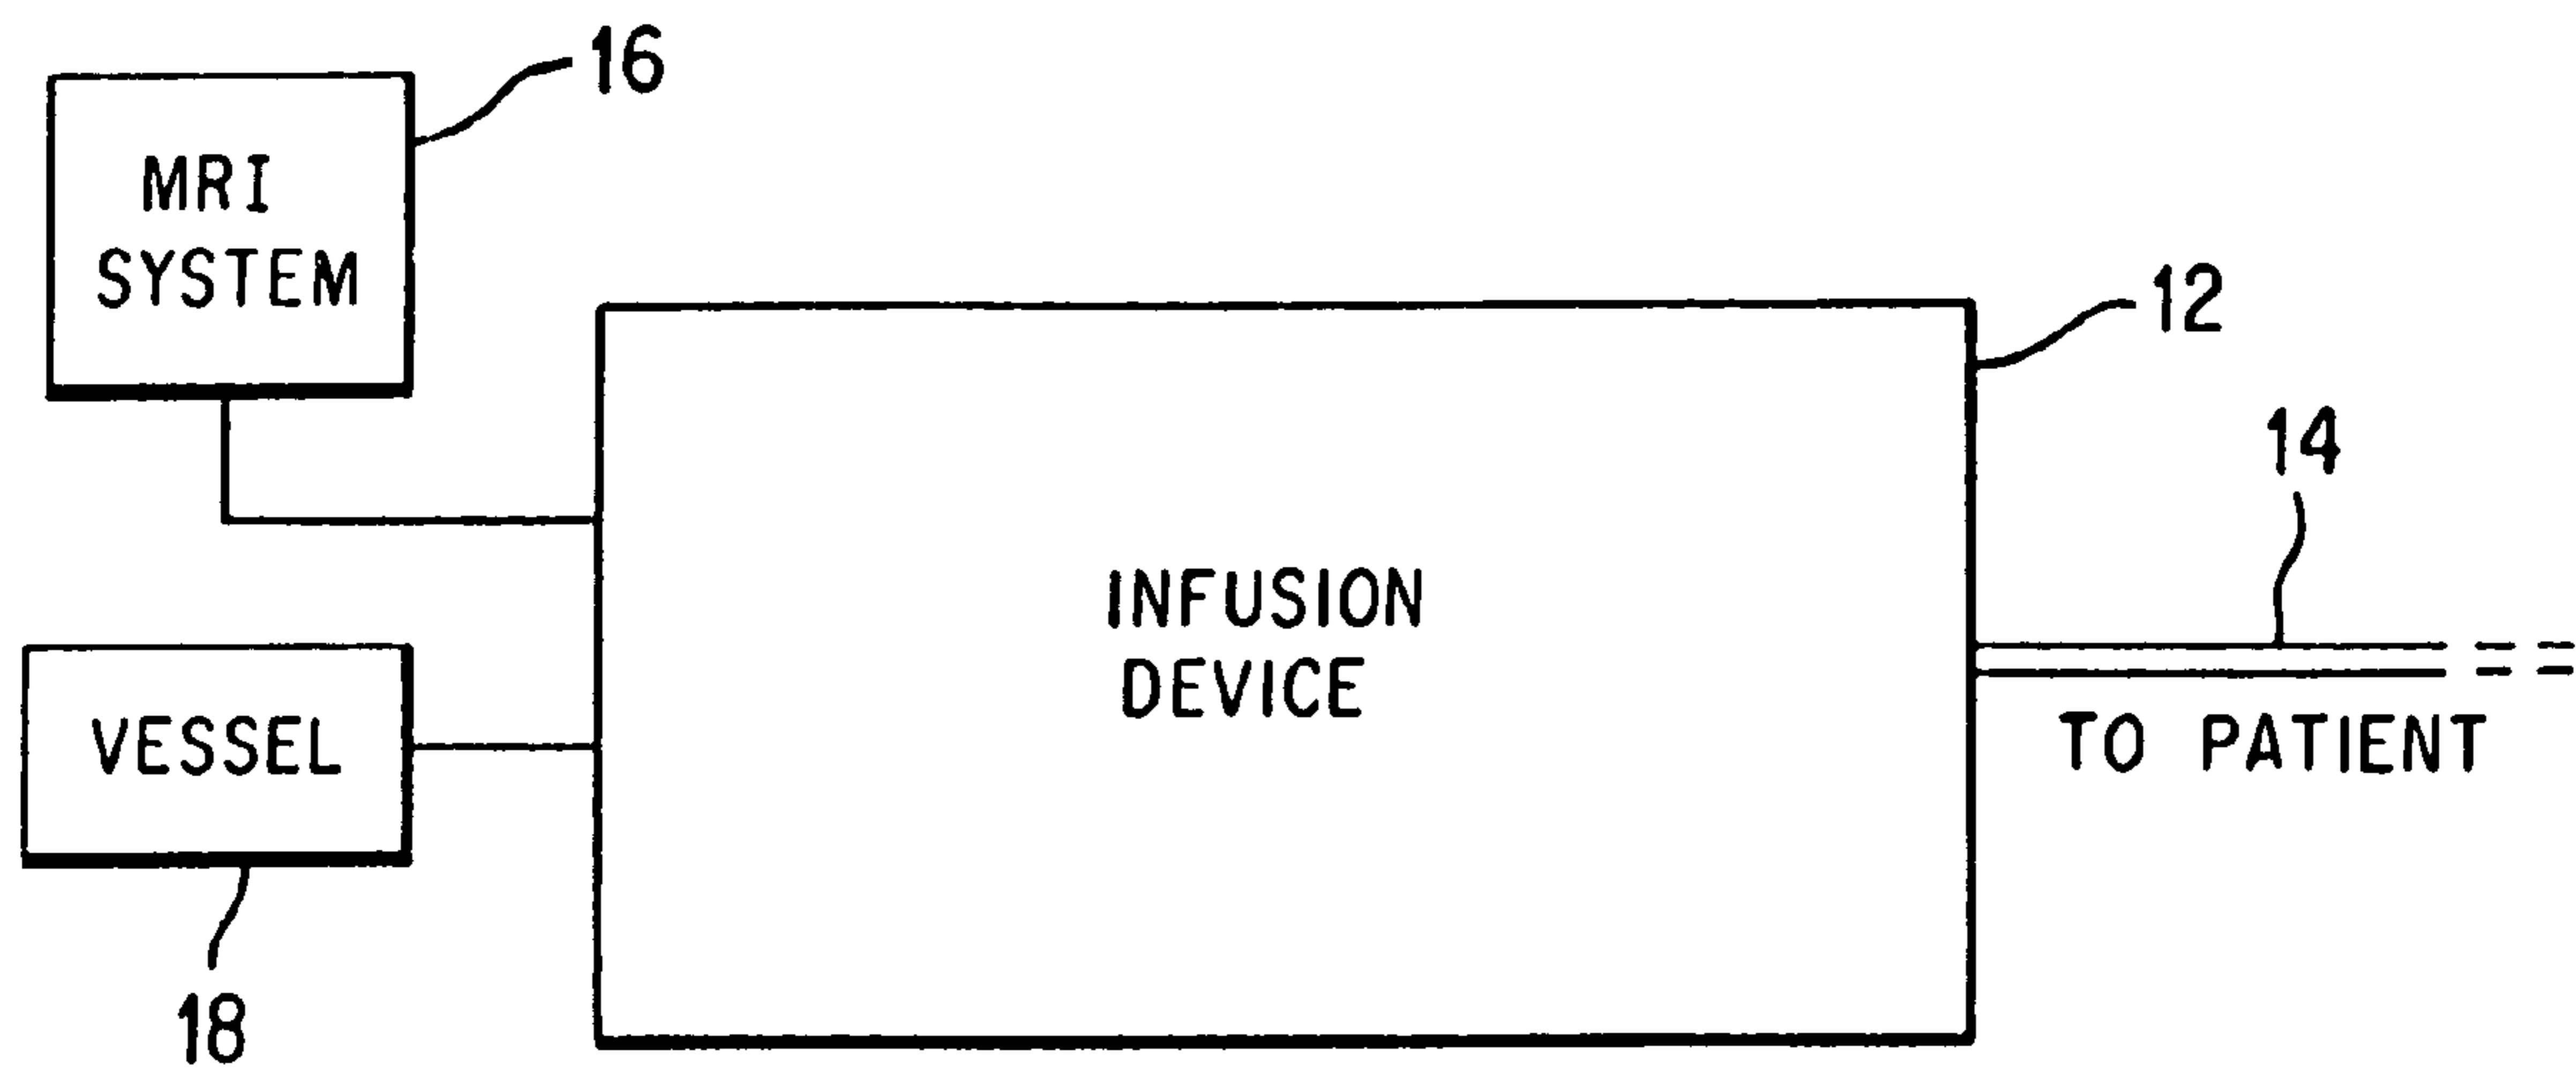 16
MRI
SYSTEM
12
14
INFUSION
DEVICE
VESSEL
TO PATIENT
18